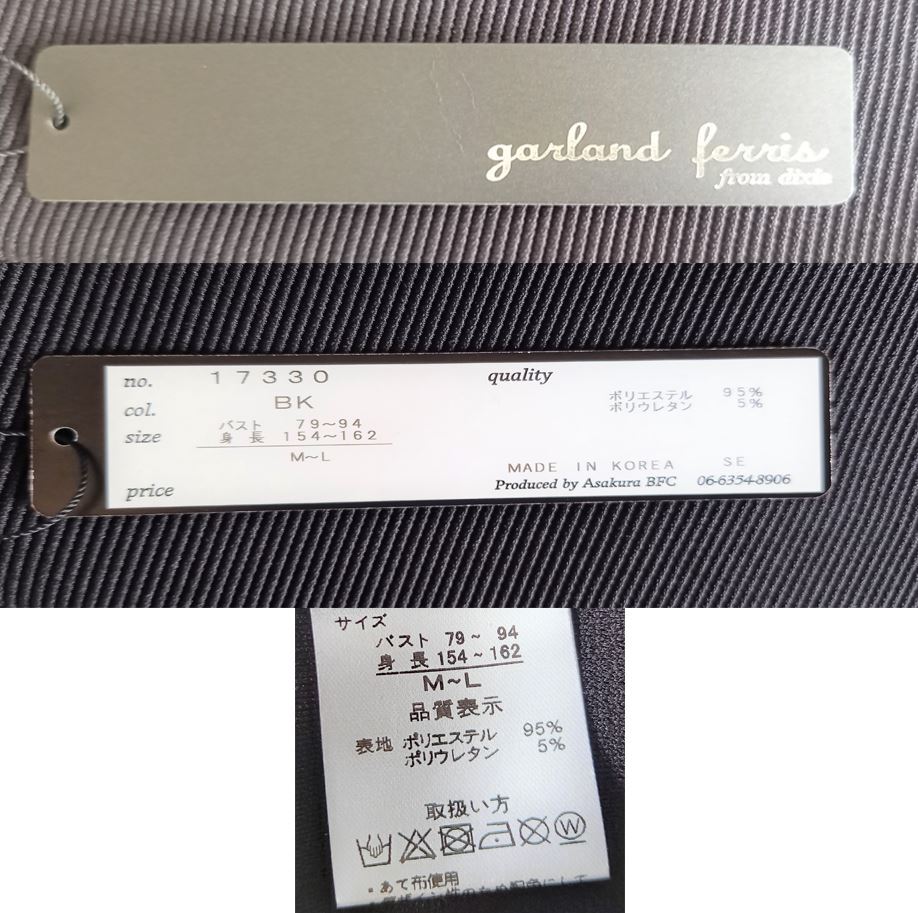 garland ferris
from dixie
no. 17330
quality
col. BK
ポリエステル 95%
ポリウレタン 5%
size
バスト 79~94
身 長 154~162
M~L
MADE IN KOREA SE
price
Produced by Asakura BFC 06-6354-8906
サイズ
バスト 79~ 94
身 長 154~162
M~L
品質表示
表地 ポリエステル 95%
ポリウレタン 5%
取扱い方
W
・あて布使用